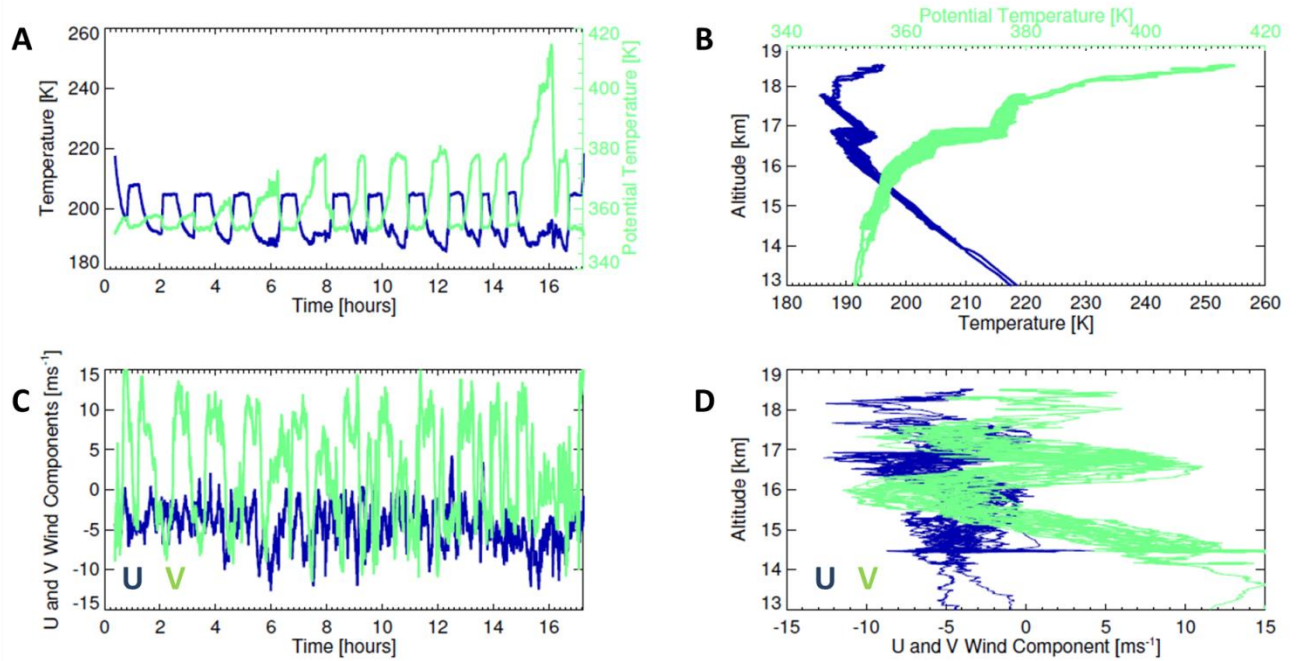 A
260
240
220
200
180
Temperature [K]
420
400
380
360
340
Potential Temperature [K]
0 2 4 6 8 10 12 14 16
Time [hours]
B
Potential Temperature [K]
340 360 380 400 420
19
18
17
16
15
14
13
Altitude [km]
180 190 200 210 220 230 240 250 260
Temperature [K]
C
15
10
5
0
-5
-10
-15
U and V Wind Components [ms⁻¹]
U V
0 2 4 6 8 10 12 14 16
Time [hours]
D
19
18
17
16
15
14
13
Altitude [km]
U V
-15 -10 -5 0 5 10 15
U and V Wind Component [ms⁻¹]